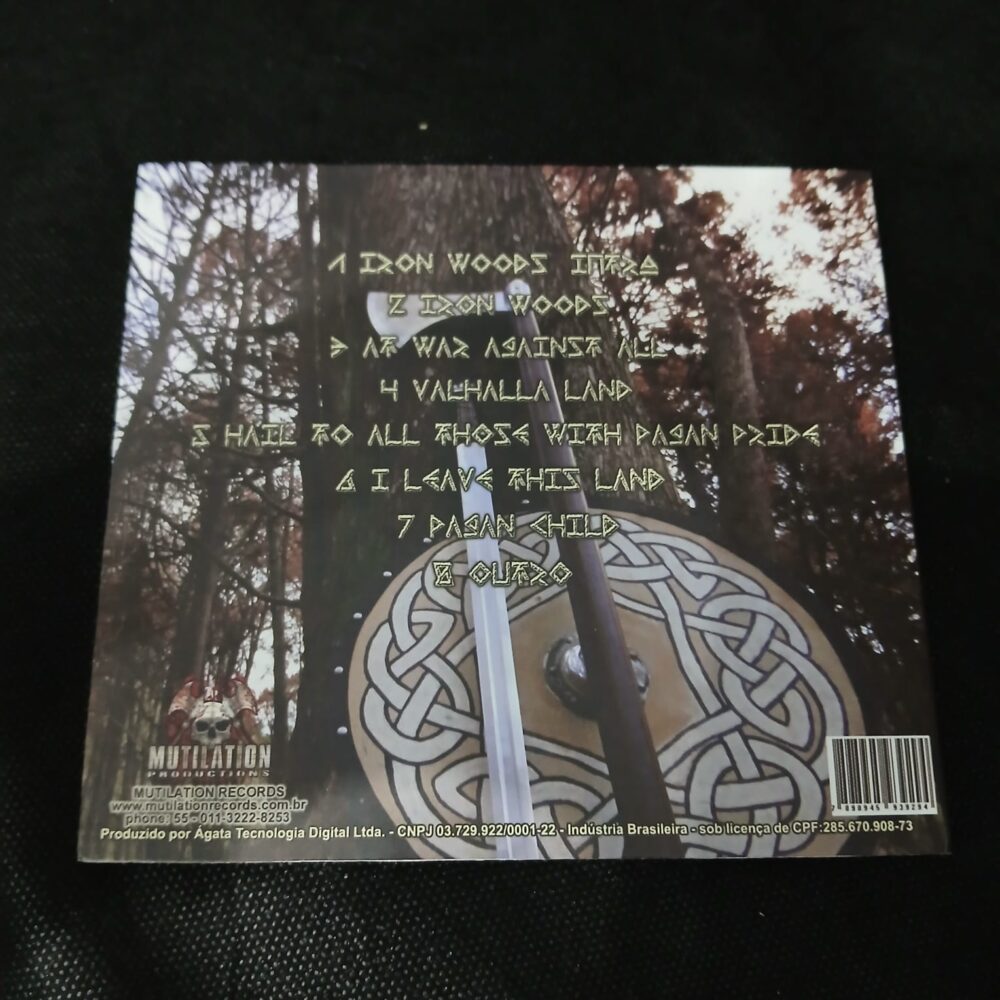 1 IRON WOODS INTRO
2 IRON WOODS
3 AT WAR AGAINST ALL
4 VALHALLA LAND
5 HAIL TO ALL THOSE WITH PAGAN PRIDE
6 I LEAVE THIS LAND
7 PAGAN CHILD
8 OUTRO
MUTILATION
PRODUCTIONS
MUTILATION RECORDS
www.mutilationrecords.com.br
phone: 55 - 011-3222-8253
7 898945 939294
Produzido por Ágata Tecnologia Digital Ltda. - CNPJ 03.729.922/0001-22 - Indústria Brasileira - sob licença de CPF:285.670.908-73